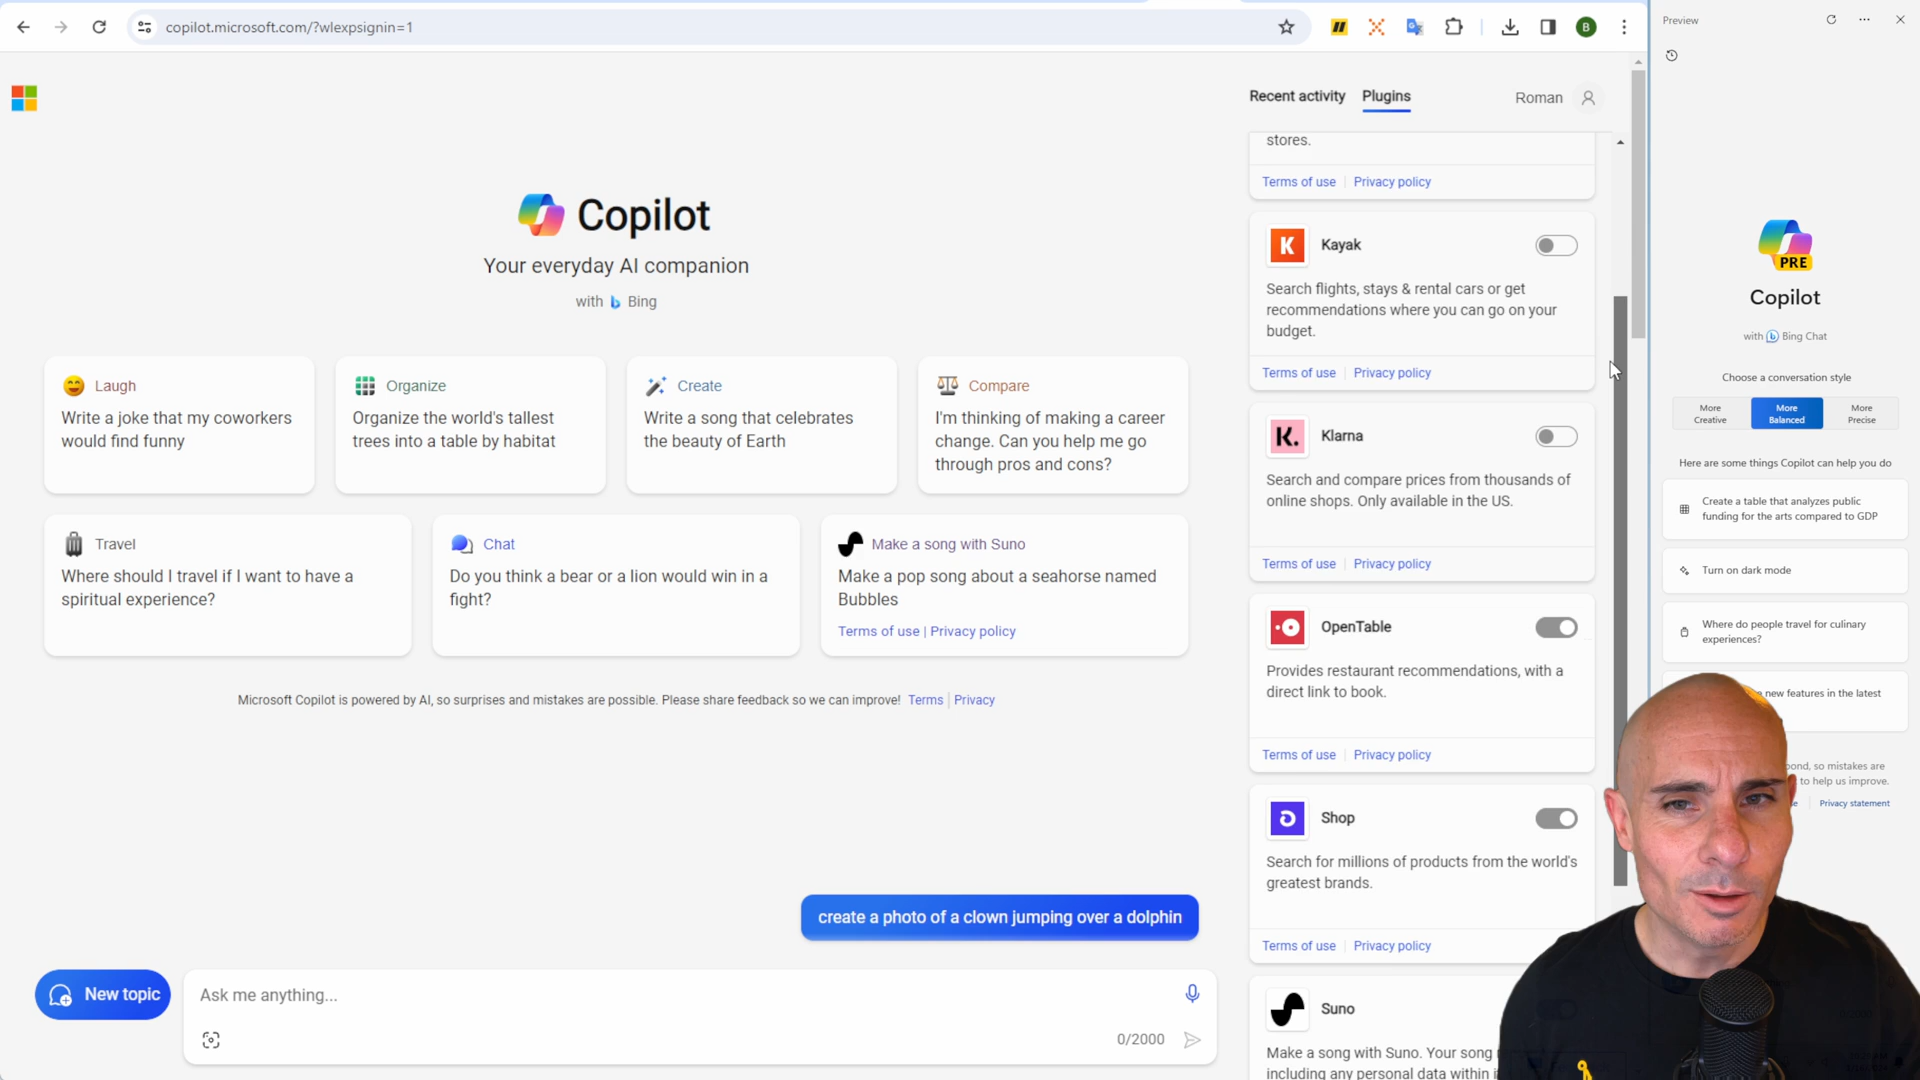 copilot.microsoft.com/?wlexpsignin=1
B
Recent activity
Plugins
Roman
Copilot
Your everyday AI companion
with Bing
Laugh
Write a joke that my coworkers
would find funny
Organize
Organize the world's tallest
trees into a table by habitat
Create
Write a song that celebrates
the beauty of Earth
Compare
I'm thinking of making a career
change. Can you help me go
through pros and cons?
Travel
Where should I travel if I want to have a
spiritual experience?
Chat
Do you think a bear or a lion would win in a
fight?
Make a song with Suno
Make a pop song about a seahorse named
Bubbles
Terms of use | Privacy policy
Microsoft Copilot is powered by AI, so surprises and mistakes are possible. Please share feedback so we can improve! Terms | Privacy
create a photo of a clown jumping over a dolphin
New topic
Ask me anything...
0/2000
stores.
Terms of use | Privacy policy
K
Kayak
Search flights, stays & rental cars or get
recommendations where you can go on your
budget.
Terms of use | Privacy policy
K.
Klarna
Search and compare prices from thousands of
online shops. Only available in the US.
Terms of use | Privacy policy
OpenTable
Provides restaurant recommendations, with a
direct link to book.
Terms of use | Privacy policy
Shop
Search for millions of products from the world's
greatest brands.
Terms of use | Privacy policy
Suno
Make a song with Suno. Your song
including any personal data within
Preview
PRE
Copilot
with Bing Chat
Choose a conversation style
More
Creative
More
Balanced
More
Precise
Here are some things Copilot can help you do
Create a table that analyzes public
funding for the arts compared to GDP
Turn on dark mode
Where do people travel for culinary
experiences?
new features in the latest
so mistakes are
to help us improve.
Privacy statement